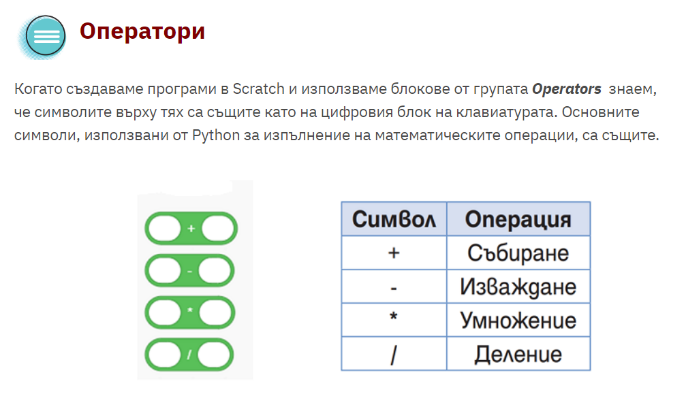 Оператори
Когато създаваме програми в Scratch и използваме блокове от групата Operators знаем,
че символите върху тях са същите като на цифровия блок на клавиатурата. Основните
символи, използвани от Python за изпълнение на математическите операции, са същите.
+
-
*
/
Символ Операция
+ Събиране
- Изваждане
* Умножение
/ Деление